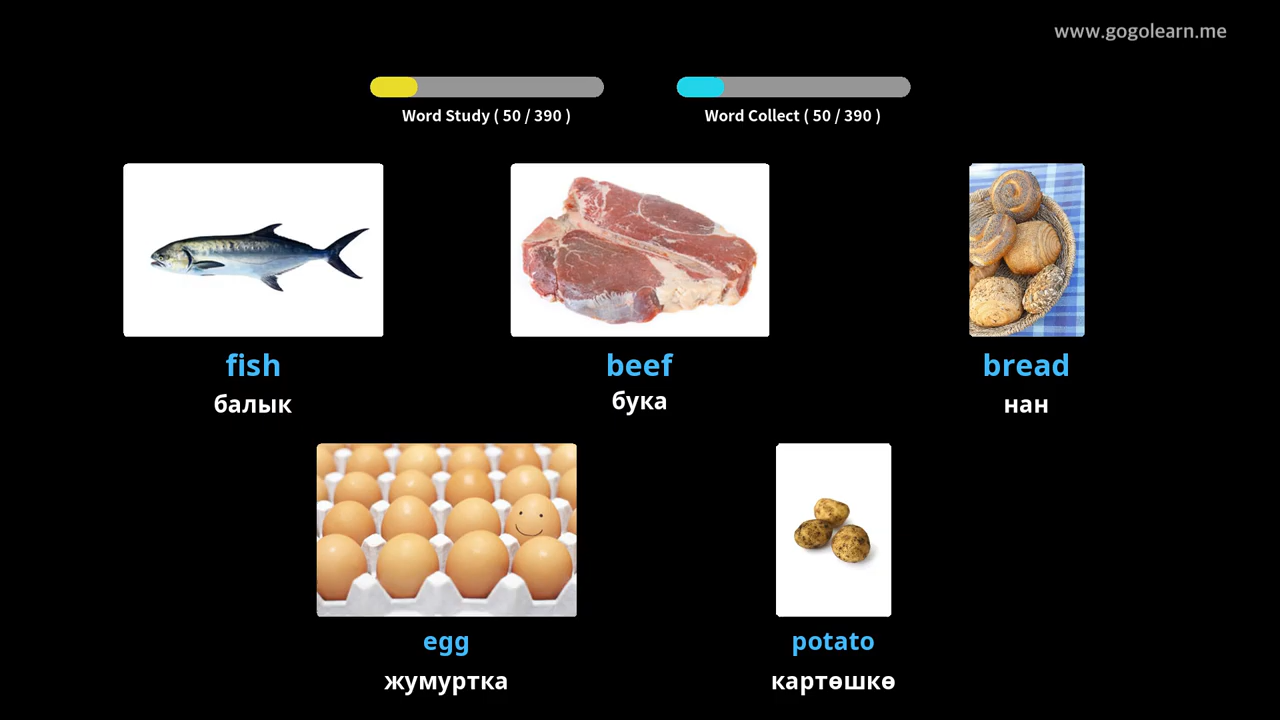 www.gogolearn.me
Word Study ( 50 / 390 )
Word Collect ( 50 / 390 )
fish
балык
beef
бука
bread
нан
egg
жумуртка
potato
картөшкө